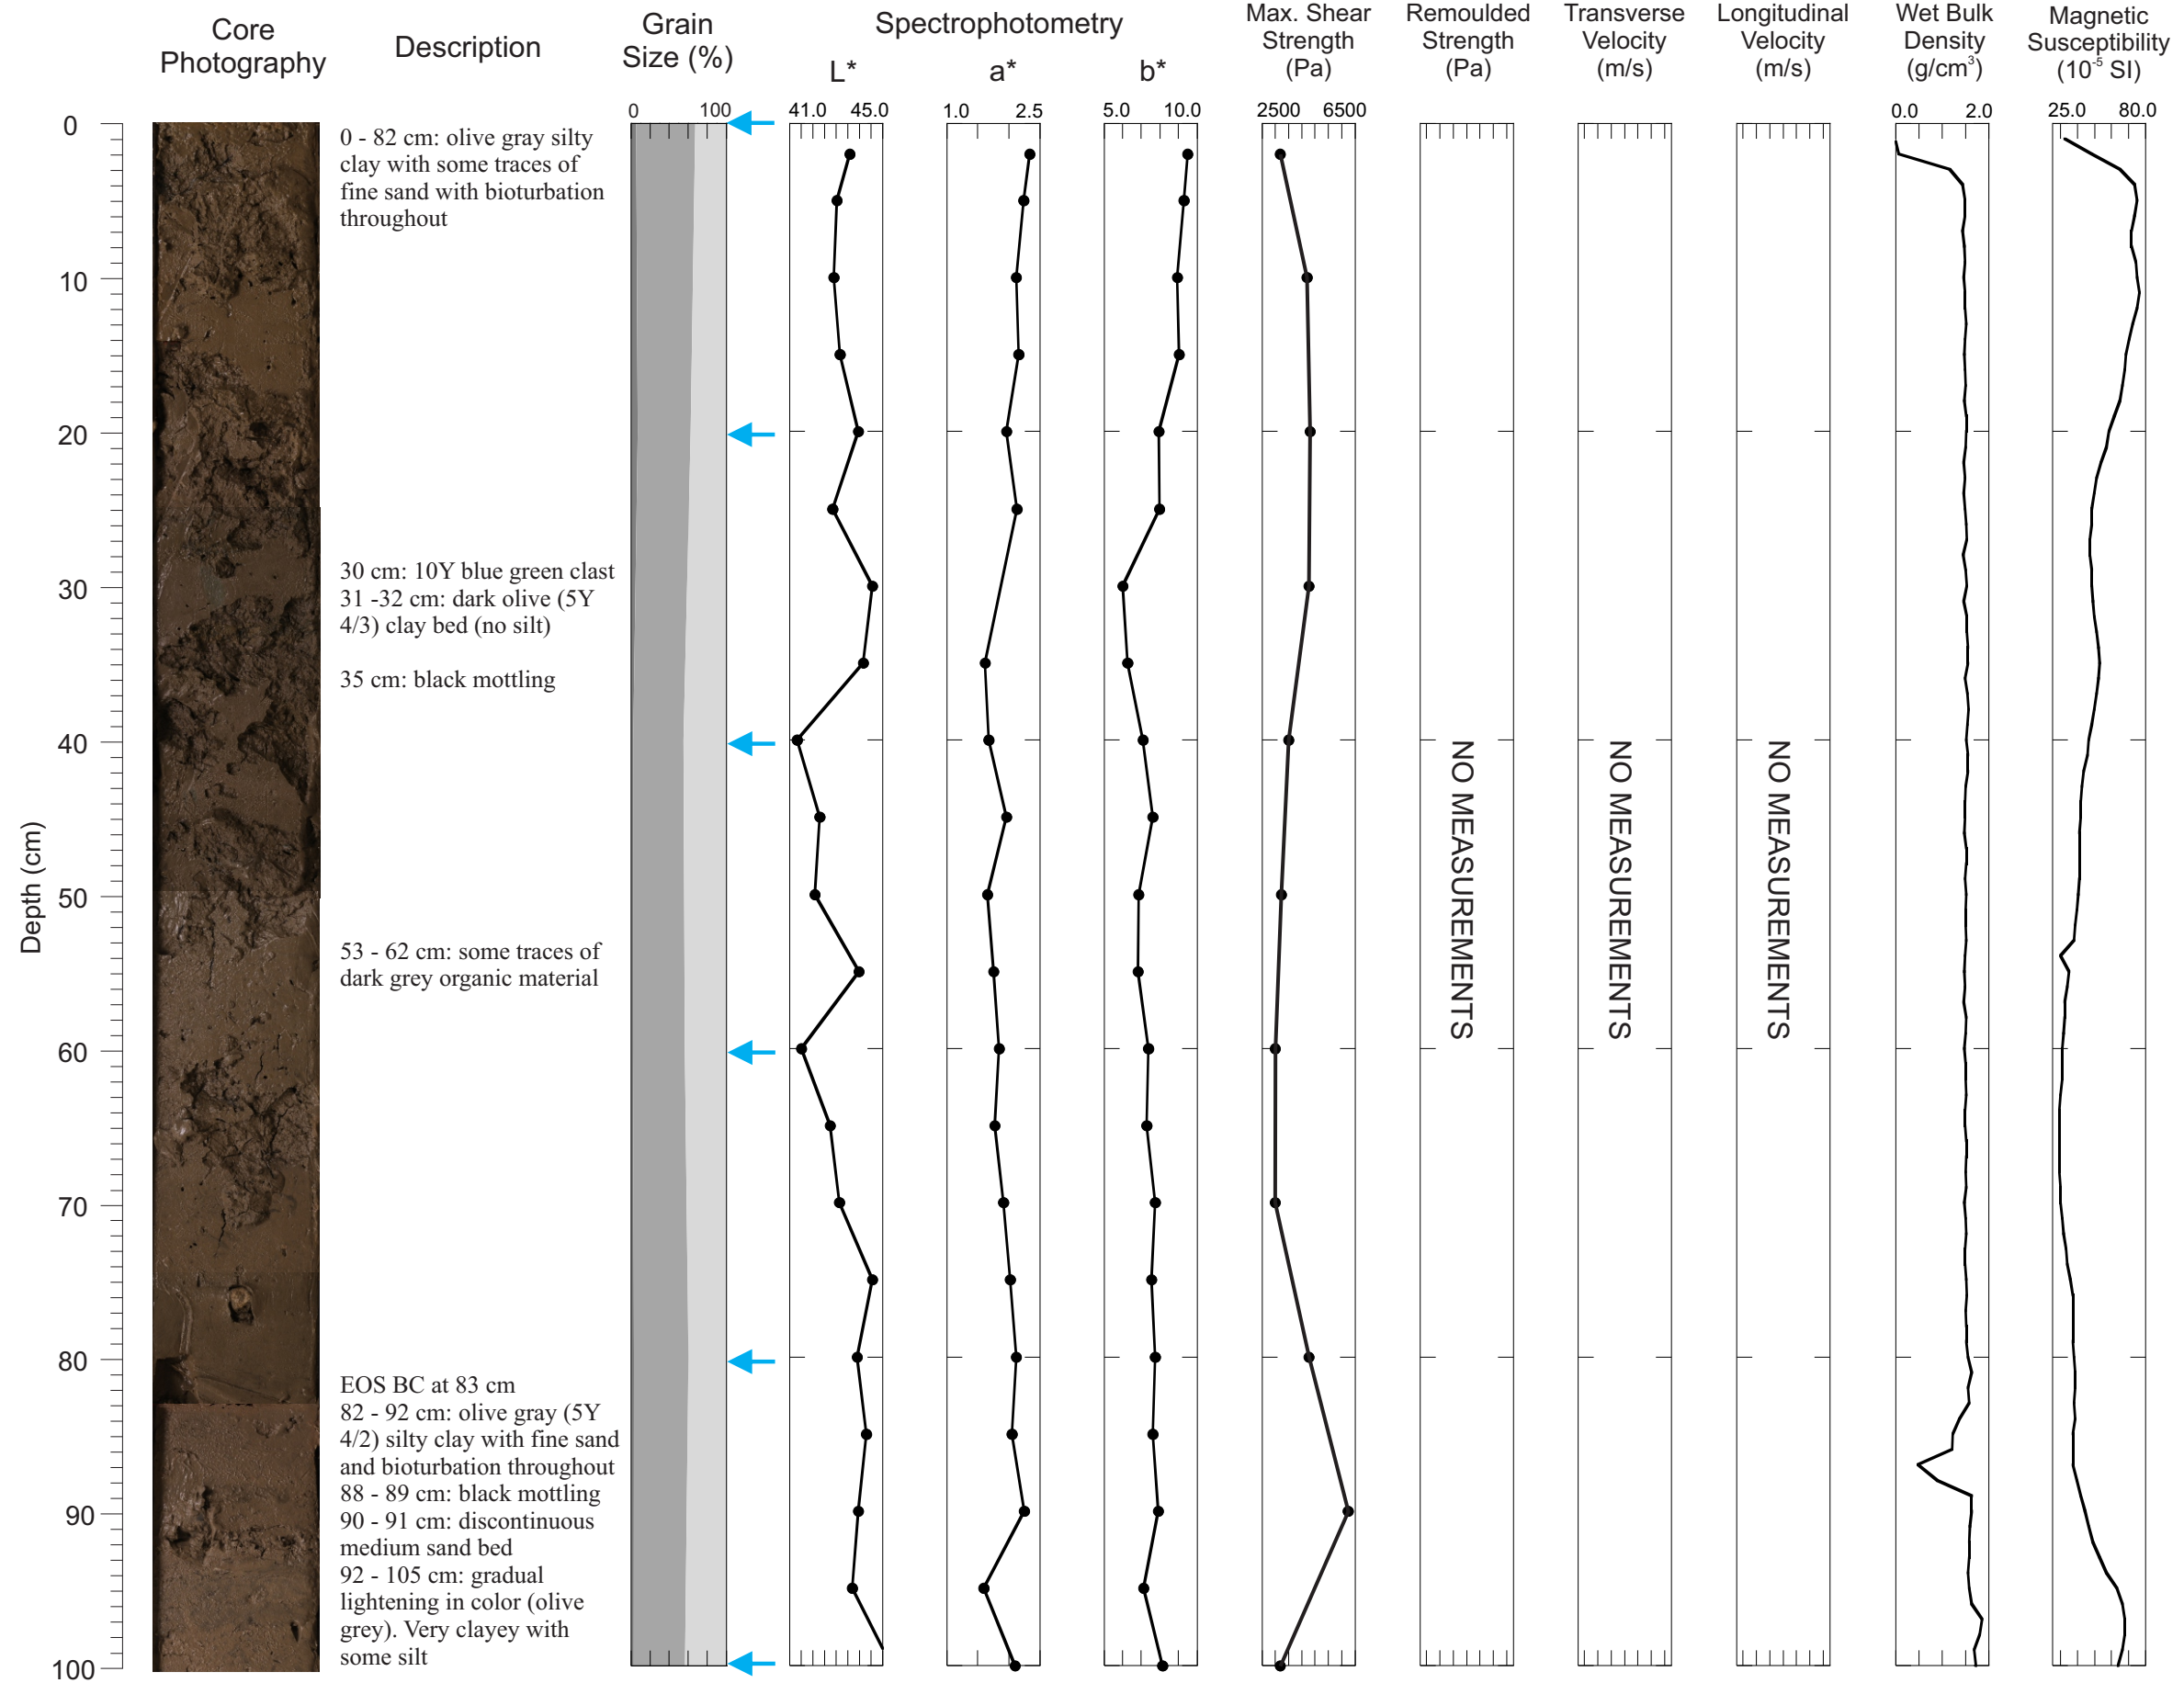 Core
Photography
Description
Grain
Size (%)
Spectrophotometry
L*
a*
b*
Max. Shear
Strength
(Pa)
Remoulded
Strength
(Pa)
Transverse
Velocity
(m/s)
Longitudinal
Velocity
(m/s)
Wet Bulk
Density
(g/cm³)
Magnetic
Susceptibility
(10⁻⁵ SI)
0 100
41.0 45.0
1.0 2.5
5.0 10.0
2500 6500
0.0 2.0
25.0 80.0
Depth (cm)
0
10
20
30
40
50
60
70
80
90
100
0 - 82 cm: olive gray silty
clay with some traces of
fine sand with bioturbation
throughout
30 cm: 10Y blue green clast
31 -32 cm: dark olive (5Y
4/3) clay bed (no silt)
35 cm: black mottling
53 - 62 cm: some traces of
dark grey organic material
EOS BC at 83 cm
82 - 92 cm: olive gray (5Y
4/2) silty clay with fine sand
and bioturbation throughout
88 - 89 cm: black mottling
90 - 91 cm: discontinuous
medium sand bed
92 - 105 cm: gradual
lightening in color (olive
grey). Very clayey with
some silt
NO MEASUREMENTS
NO MEASUREMENTS
NO MEASUREMENTS